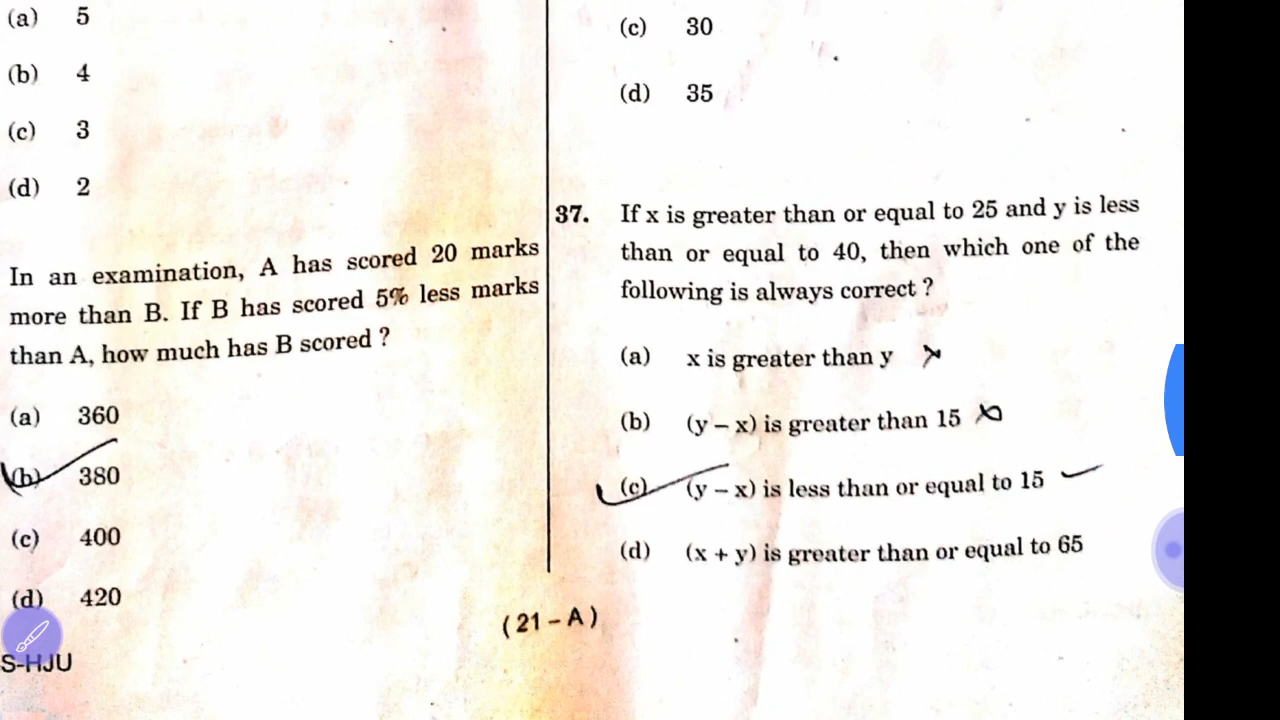 (a) 5
(b) 4
(c) 3
(d) 2
In an examination, A has scored 20 marks
more than B. If B has scored 5% less marks
than A, how much has B scored ?
(a) 360
(b) 380
(c) 400
(d) 420
S-HJU
(c) 30
(d) 35
37. If x is greater than or equal to 25 and y is less
than or equal to 40, then which one of the
following is always correct ?
(a) x is greater than y
(b) (y – x) is greater than 15
(c) (y – x) is less than or equal to 15
(d) (x + y) is greater than or equal to 65
( 21 – A )